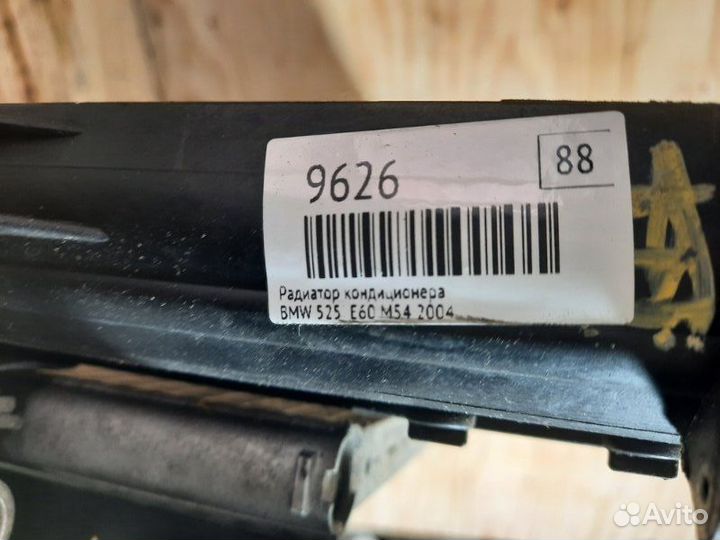 9626
88
Радиатор кондиционера
BMW 525 E60 M54 2004
Avito